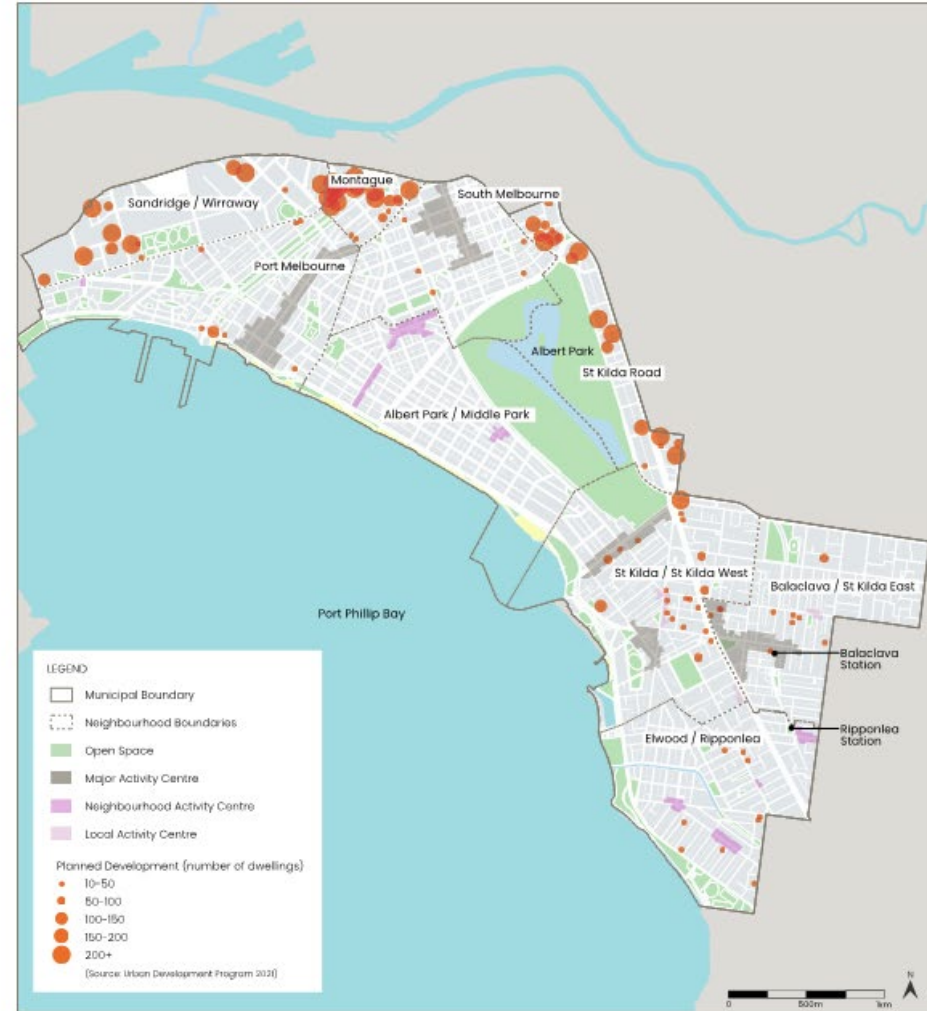 Montague
South Melbourne
Sandridge / Wirraway
Port Melbourne
Albert Park
St Kilda Road
Albert Park / Middle Park
St Kilda / St Kilda West
Balaclava / St Kilda East
Port Phillip Bay
Balaclava
Station
Ripponlea
Station
Elwood / Ripponlea
LEGEND
Municipal Boundary
Neighbourhood Boundaries
Open Space
Major Activity Centre
Neighbourhood Activity Centre
Local Activity Centre
Planned Development (number of dwellings)
10-50
50-100
100-150
150-200
200+
(Source: Urban Development Program 2021)
N
0 500m 1km